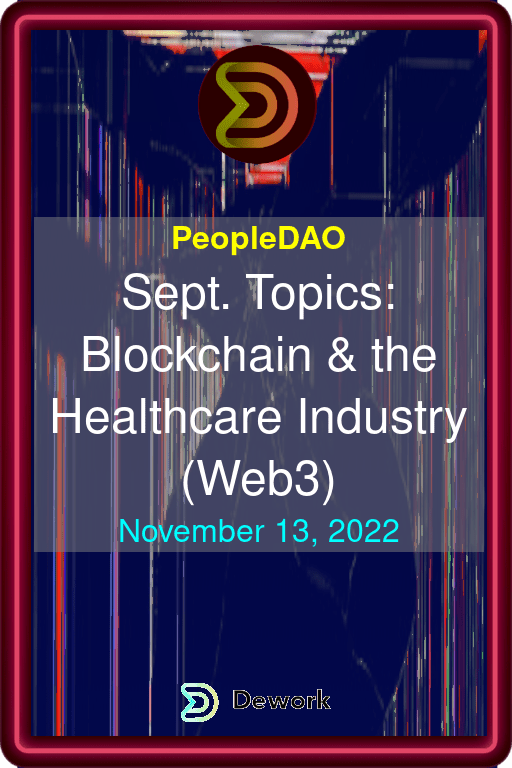 PeopleDAO
Sept. Topics:
Blockchain & the
Healthcare Industry
(Web3)
November 13, 2022
Dework